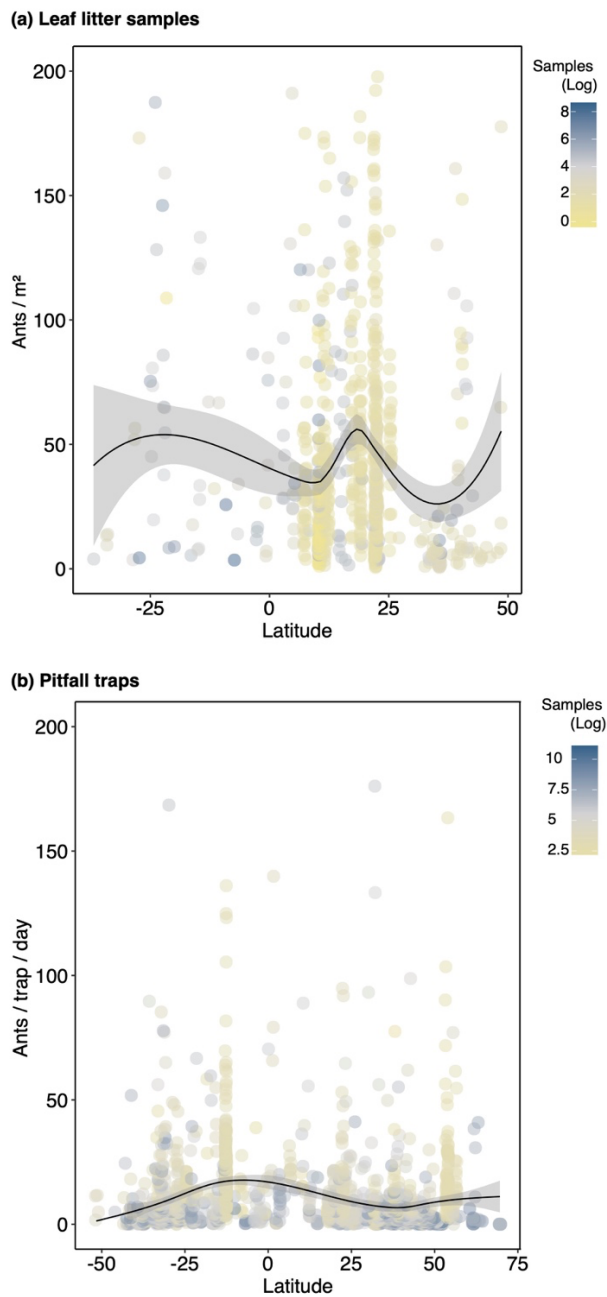 (a) Leaf litter samples
200
150
100
50
0
Ants / m²
-25
0
25
50
Latitude
Samples
(Log)
8
6
4
2
0
(b) Pitfall traps
200
150
100
50
0
Ants / trap / day
-50
-25
0
25
50
75
Latitude
Samples
(Log)
10
7.5
5
2.5